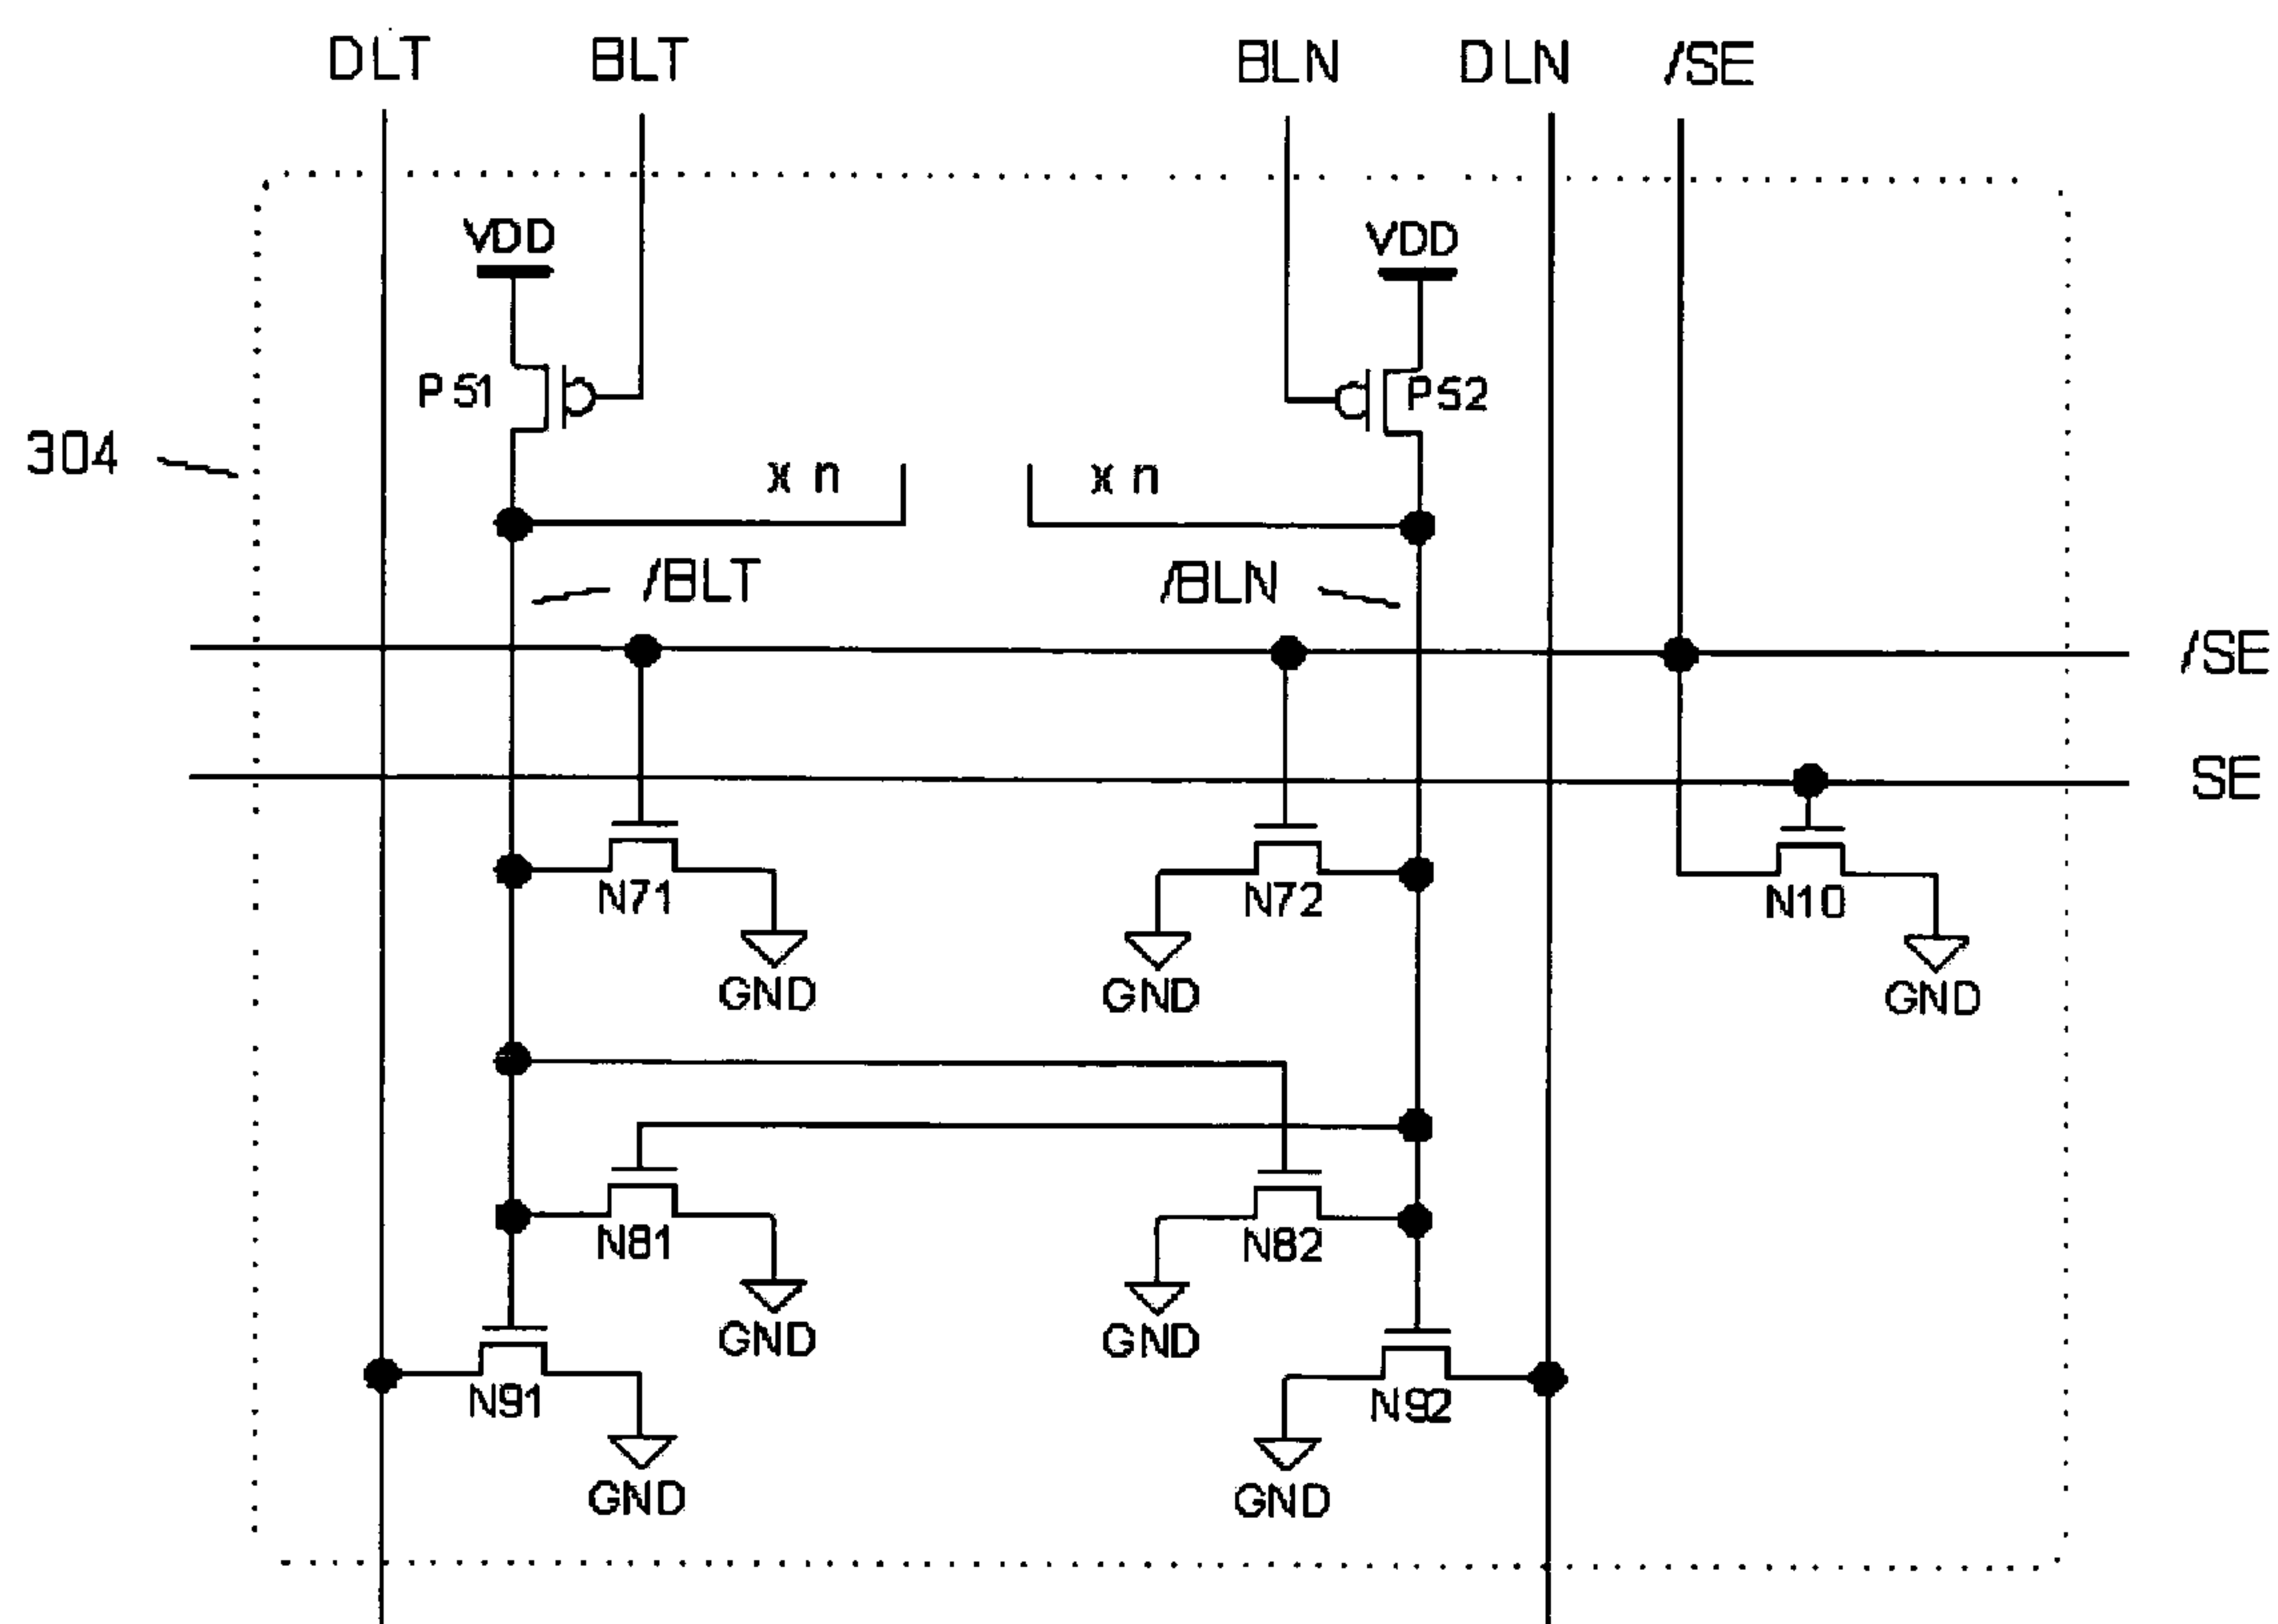 DLT BLT BLN DLN /SE
VDD VDD
P51 P52
304
x n x n
/BLT /BLN
/SE
SE
N71 N72 N10
GND GND GND
N81 N82
GND GND
N91 N92
GND GND